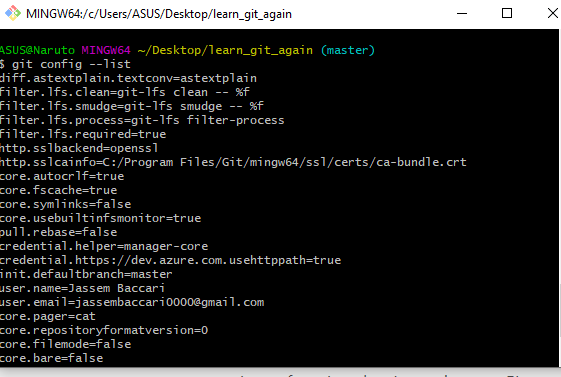 MINGW64:/c/Users/ASUS/Desktop/learn_git_again
ASUS@Naruto MINGW64 ~/Desktop/learn_git_again (master)
$ git config --list
diff.astextplain.textconv=astextplain
filter.lfs.clean=git-lfs clean -- %f
filter.lfs.smudge=git-lfs smudge -- %f
filter.lfs.process=git-lfs filter-process
filter.lfs.required=true
http.sslbackend=openssl
http.sslcainfo=C:/Program Files/Git/mingw64/ssl/certs/ca-bundle.crt
core.autocrlf=true
core.fscache=true
core.symlinks=false
core.usebuiltinfsmonitor=true
pull.rebase=false
credential.helper=manager-core
credential.https://dev.azure.com.usehttppath=true
init.defaultbranch=master
user.name=Jassem Baccari
user.email=jassembaccari0000@gmail.com
core.pager=cat
core.repositoryformatversion=0
core.filemode=false
core.bare=false